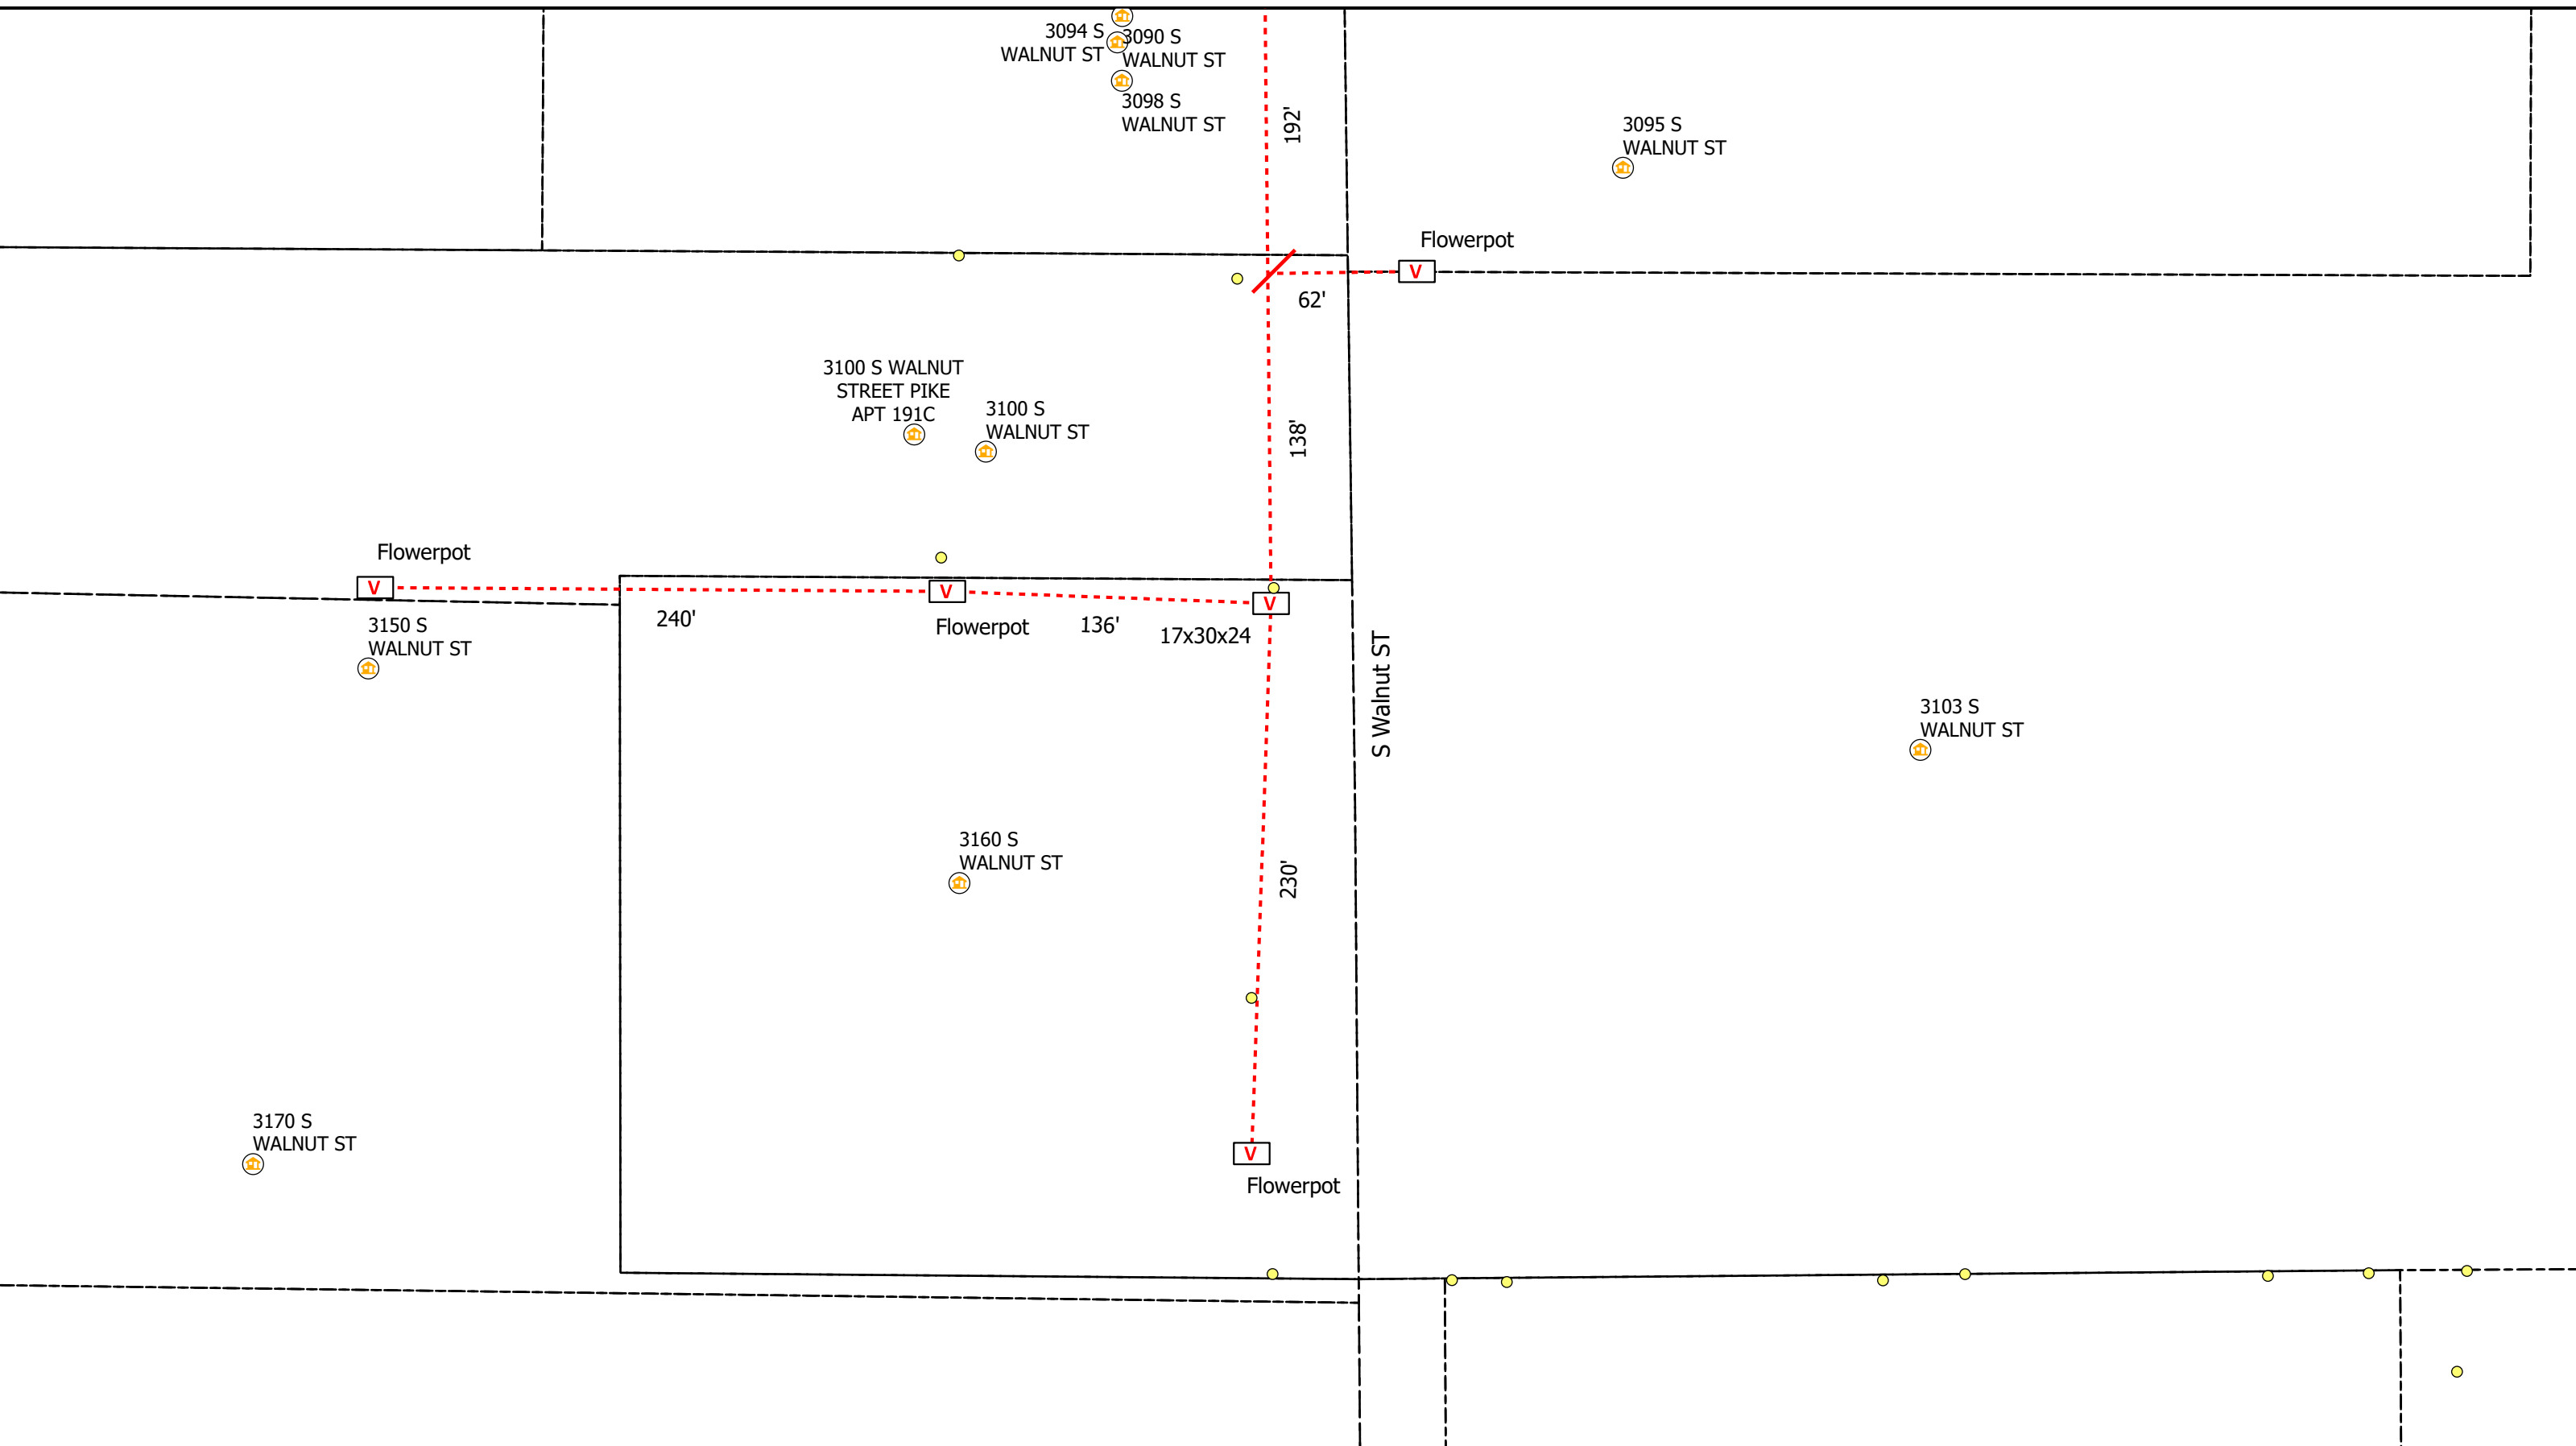 3094 S
WALNUT ST
3090 S
WALNUT ST
3098 S
WALNUT ST
192'
3095 S
WALNUT ST
Flowerpot
V
62'
3100 S WALNUT
STREET PIKE
APT 191C
3100 S
WALNUT ST
138'
Flowerpot
V
V
V
240'
Flowerpot
136'
17x30x24
3150 S
WALNUT ST
S Walnut ST
3103 S
WALNUT ST
3160 S
WALNUT ST
230'
3170 S
WALNUT ST
V
Flowerpot